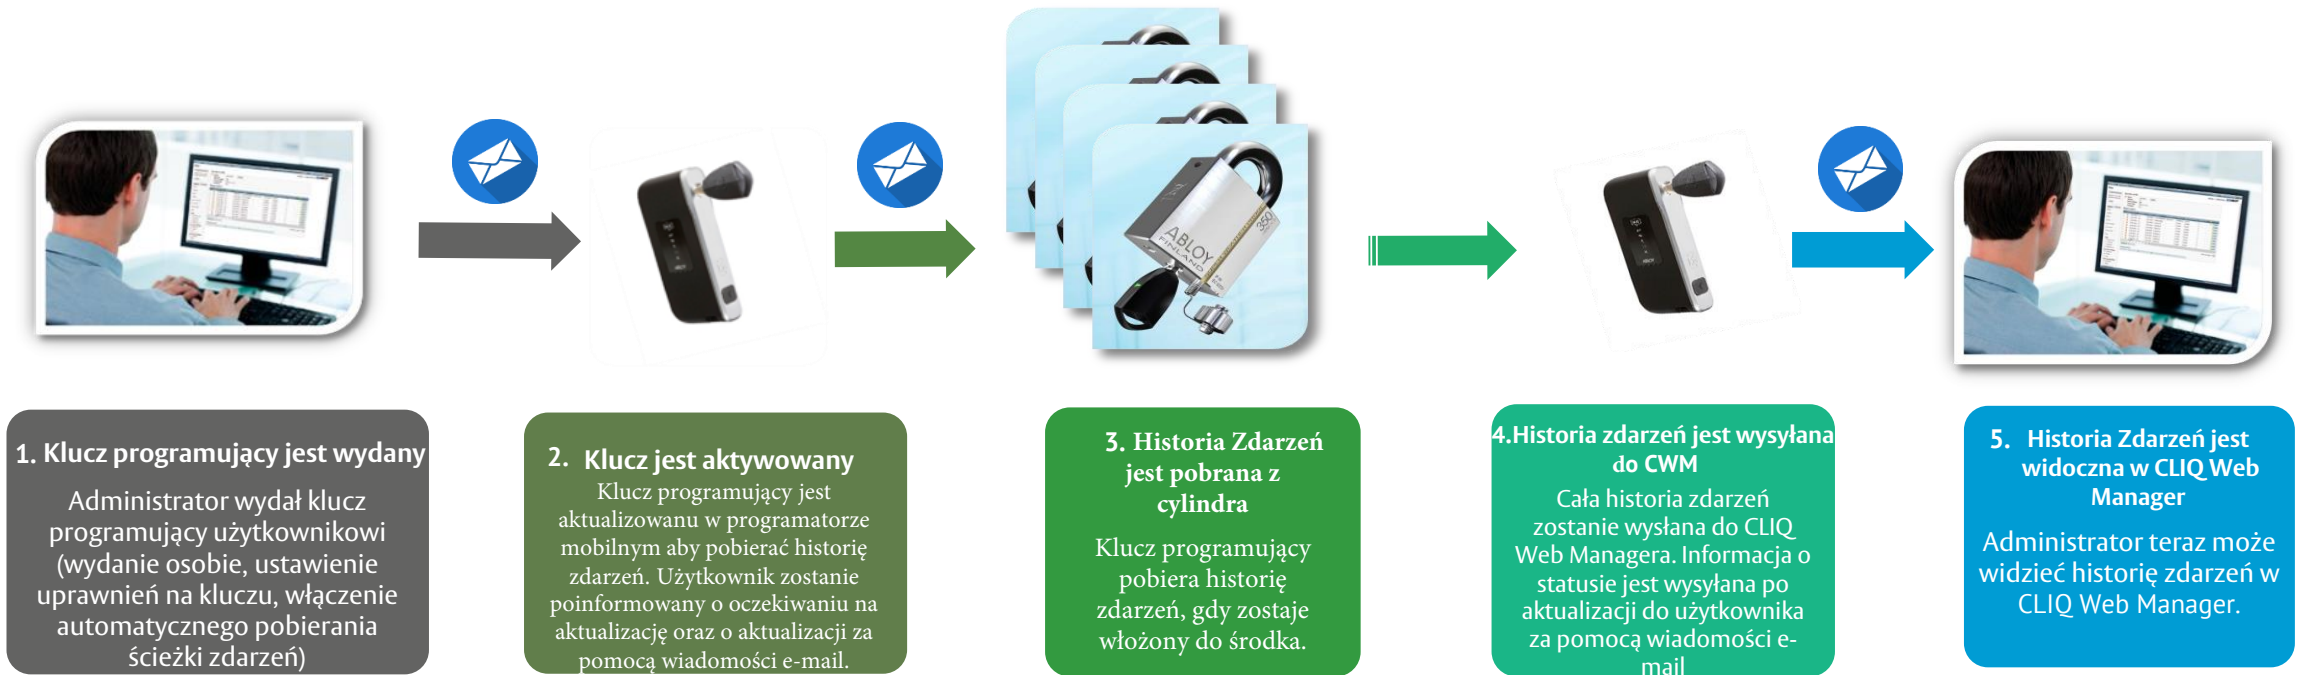 ABLOY
FINLAND
350
1. Klucz programujący jest wydany
Administrator wydał klucz
programujący użytkownikowi
(wydanie osobie, ustawienie
uprawnień na kluczu, włączenie
automatycznego pobierania
ścieżki zdarzeń)
2. Klucz jest aktywowany
Klucz programujący jest
aktualizowanu w programatorze
mobilnym aby pobierać historię
zdarzeń. Użytkownik zostanie
poinformowany o oczekiwaniu na
aktualizację oraz o aktualizacji za
pomocą wiadomości e-mail.
3. Historia Zdarzeń
jest pobrana z
cylindra
Klucz programujący
pobiera historię
zdarzeń, gdy zostaje
włożony do środka.
4.Historia zdarzeń jest wysyłana
do CWM
Cała historia zdarzeń
zostanie wysłana do CLIQ
Web Managera. Informacja o
statusie jest wysyłana po
aktualizacji do użytkownika
za pomocą wiadomości e-
mail
5. Historia Zdarzeń jest
widoczna w CLIQ Web
Manager
Administrator teraz może
widzieć historię zdarzeń w
CLIQ Web Manager.